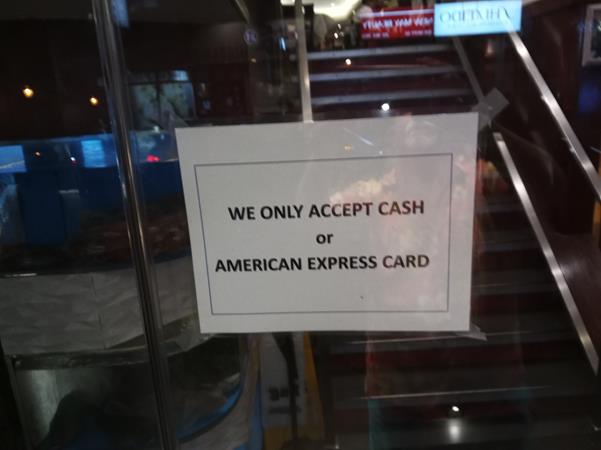 WE ONLY ACCEPT CASH
or
AMERICAN EXPRESS CARD